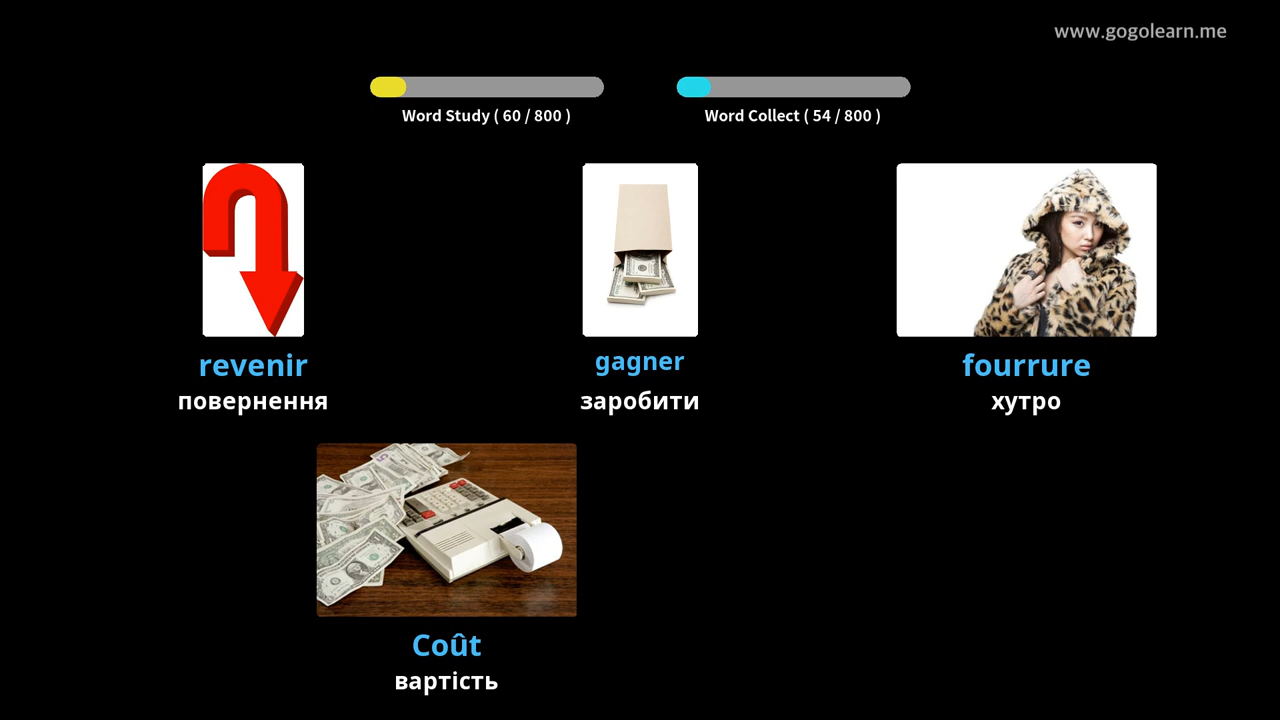 www.gogolearn.me
Word Study ( 60 / 800 )
Word Collect ( 54 / 800 )
revenir
повернення
gagner
заробити
fourrure
хутро
Coût
вартість